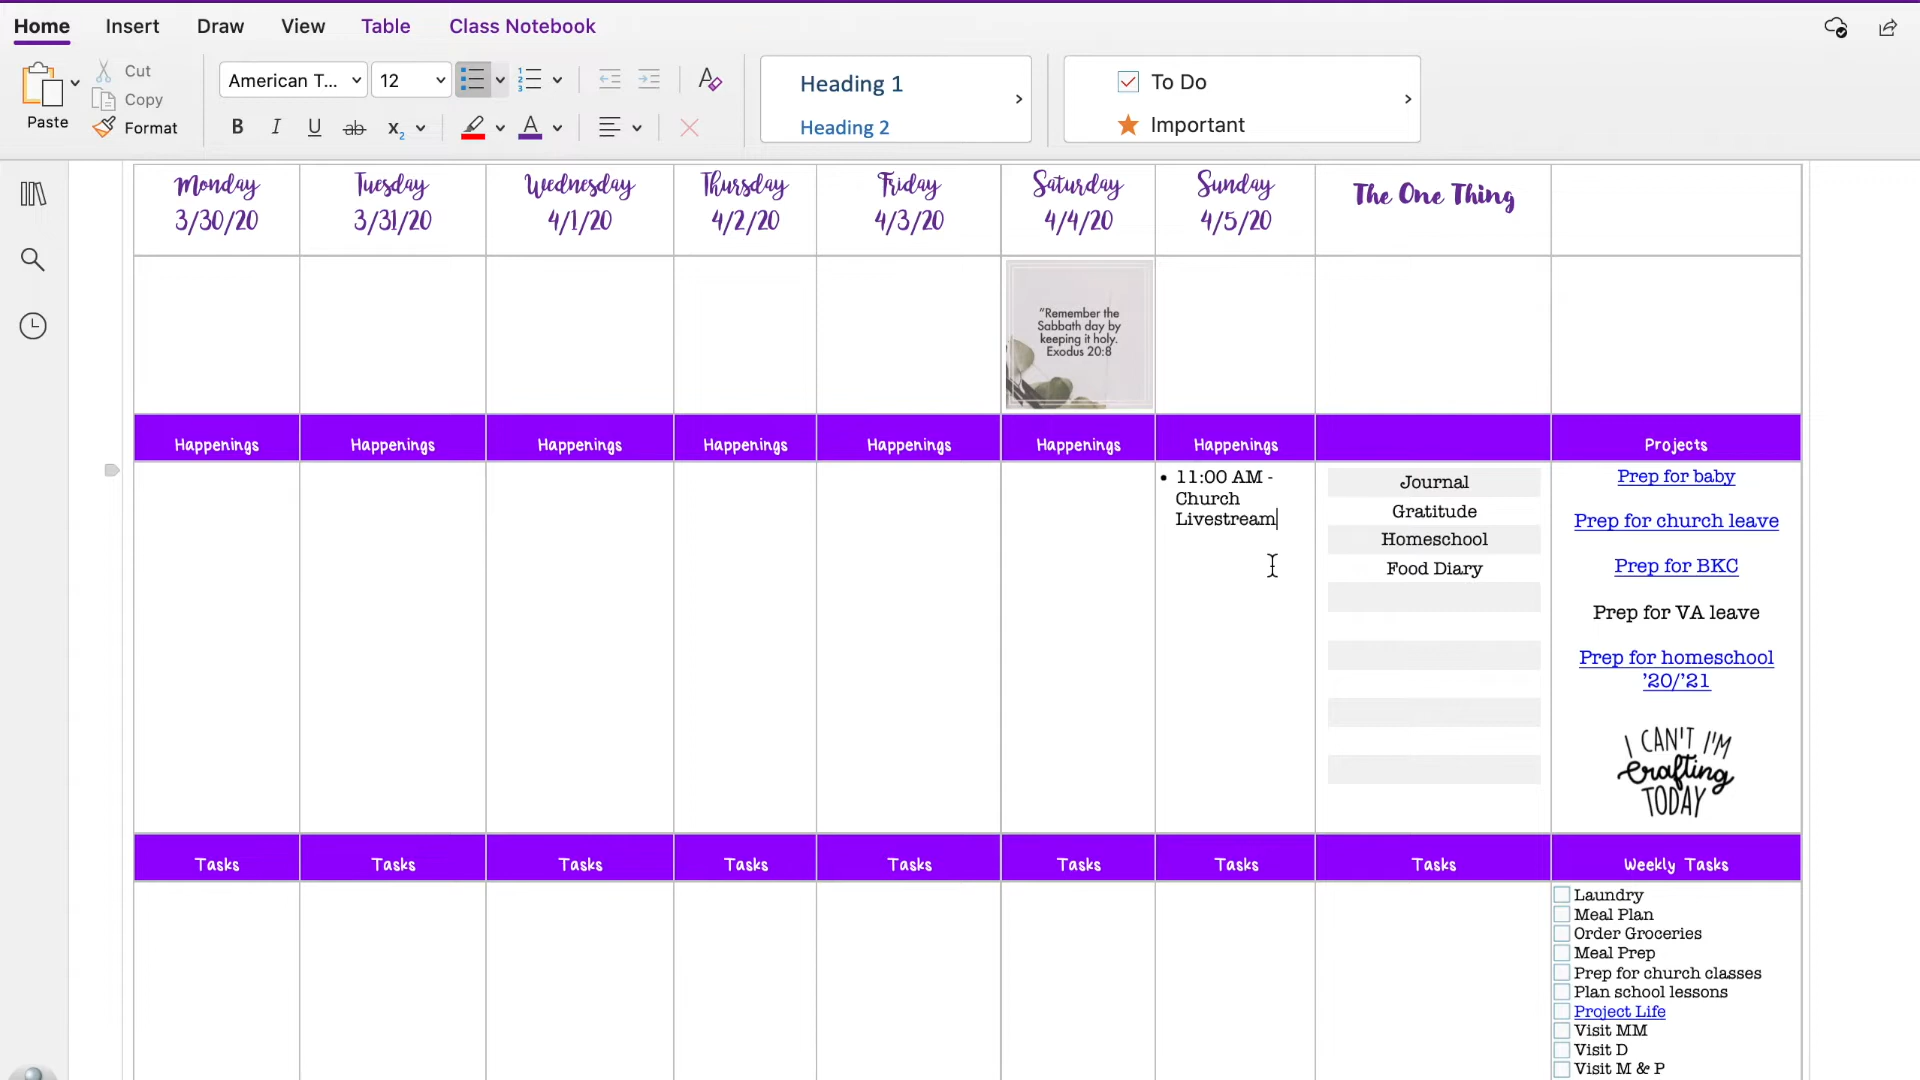 Home Insert Draw View Table Class Notebook
Paste
Cut
Copy
Format
American T... 12
B I U ab x₂ A
Heading 1
Heading 2
To Do
Important
Monday
3/30/20
Tuesday
3/31/20
Wednesday
4/1/20
Thursday
4/2/20
Friday
4/3/20
Saturday
4/4/20
Sunday
4/5/20
The One Thing
"Remember the
Sabbath day by
keeping it holy.
Exodus 20:8
Happenings Happenings Happenings Happenings Happenings Happenings Happenings Projects
• 11:00 AM -
Church
Livestream
Journal
Gratitude
Homeschool
Food Diary
Prep for baby
Prep for church leave
Prep for BKC
Prep for VA leave
Prep for homeschool
'20/'21
I CAN'T I'M
Crafting
TODAY
Tasks Tasks Tasks Tasks Tasks Tasks Tasks Tasks Weekly Tasks
Laundry
Meal Plan
Order Groceries
Meal Prep
Prep for church classes
Plan school lessons
Project Life
Visit MM
Visit D
Visit M & P